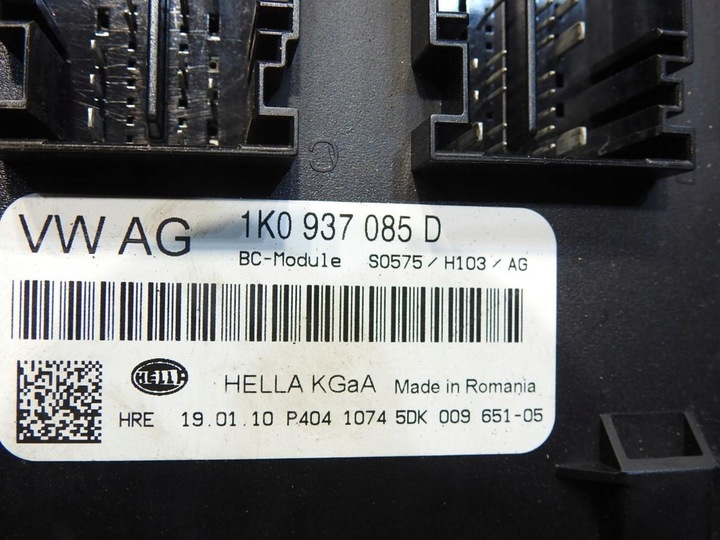 C
VW AG 1K0 937 085 D
BC-Module S0575/H103/AG
HELLA HELLA KGaA Made in Romania
HRE 19.01.10 P404 1074 5DK 009 651-05